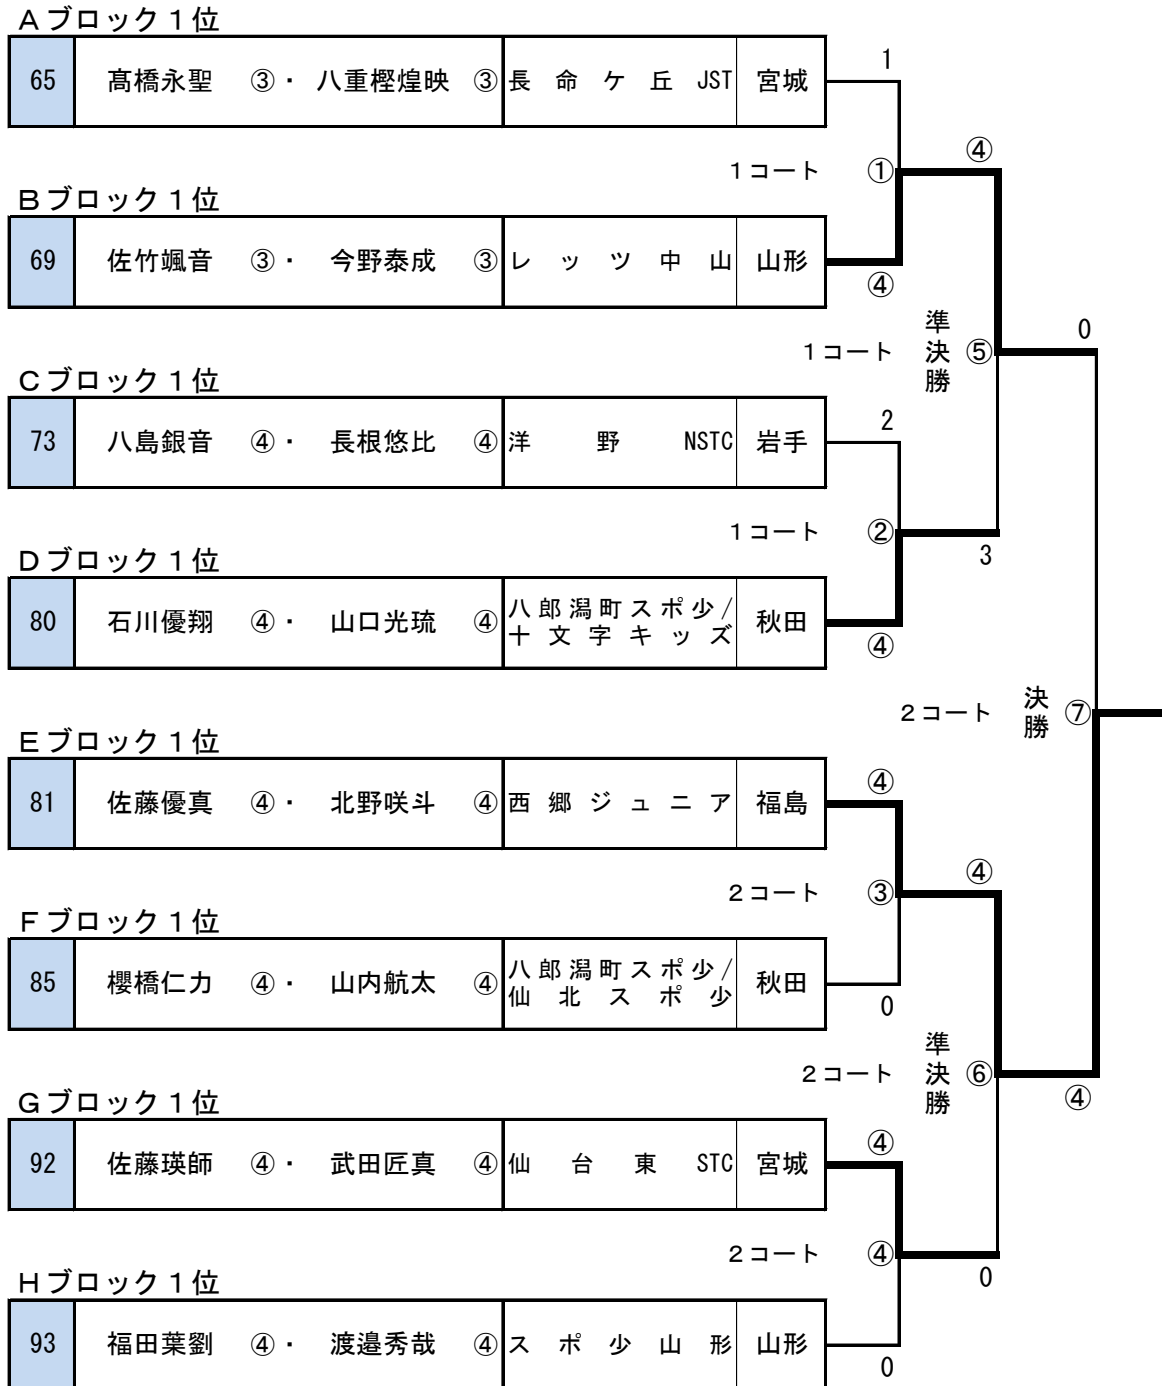 Aブロック1位
65 髙橋永聖 ③・ 八重樫煌映 ③ 長命ケ丘JST 宮城
1
1コート ① ④
Bブロック1位
69 佐竹颯音 ③・ 今野泰成 ③ レッツ中山 山形
④
1コート 準決勝 ⑤ 0
Cブロック1位
73 八島銀音 ④・ 長根悠比 ④ 洋野NSTC 岩手
2
1コート ② 3
Dブロック1位
80 石川優翔 ④・ 山口光琉 ④ 八郎潟町スポ少/
十文字キッズ 秋田
④
2コート 決勝 ⑦
Eブロック1位
81 佐藤優真 ④・ 北野咲斗 ④ 西郷ジュニア 福島
④
2コート ③ ④
Fブロック1位
85 櫻橋仁力 ④・ 山内航太 ④ 八郎潟町スポ少/
仙北スポ少 秋田
0
2コート 準決勝 ⑥ ④
Gブロック1位
92 佐藤瑛師 ④・ 武田匠真 ④ 仙台東STC 宮城
④
2コート ④ 0
Hブロック1位
93 福田葉劉 ④・ 渡邉秀哉 ④ スポ少山形 山形
0